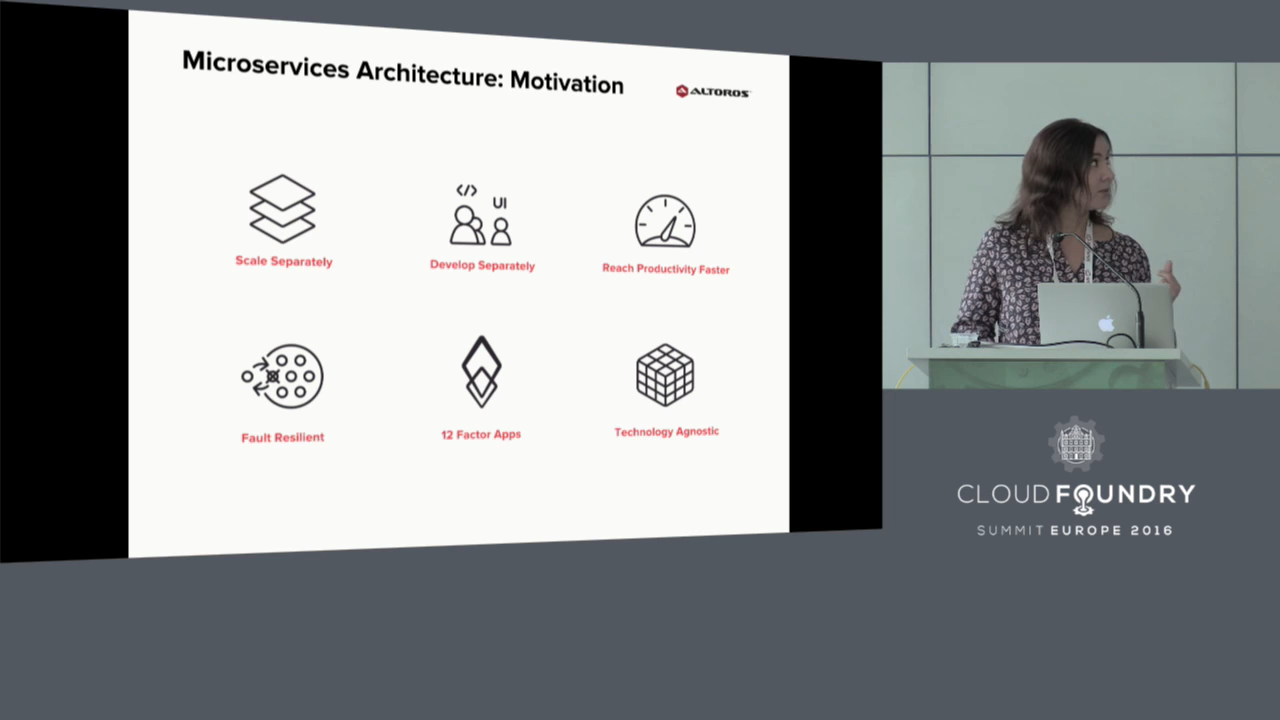 Microservices Architecture: Motivation
ALTOROS
</>
UI
Scale Separately
Develop Separately
Reach Productivity Faster
Fault Resilient
12 Factor Apps
Technology Agnostic
CLOUD FOUNDRY
SUMMIT EUROPE 2016